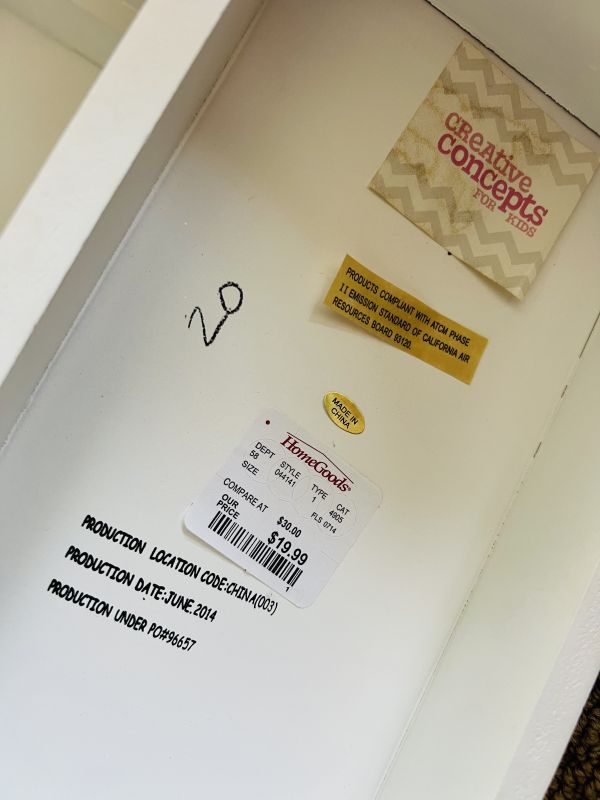 CReAtive
Concepts
FOR KIDS
PRODUCTS COMPLIANT WITH ATCM PHASE
II EMISSION STANDARD OF CALIFORNIA AIR
RESOURCES BOARD 93120.
20
MADE IN
CHINA
HomeGoods
DEPT STYLE TYPE CAT
58 044141 1 4905
SIZE FLS 0714
COMPARE AT $30.00
OUR
PRICE $19.99
1
PRODUCTION LOCATION CODE:CHINA(003)
PRODUCTION DATE:JUNE.2014
PRODUCTION UNDER PO#96657